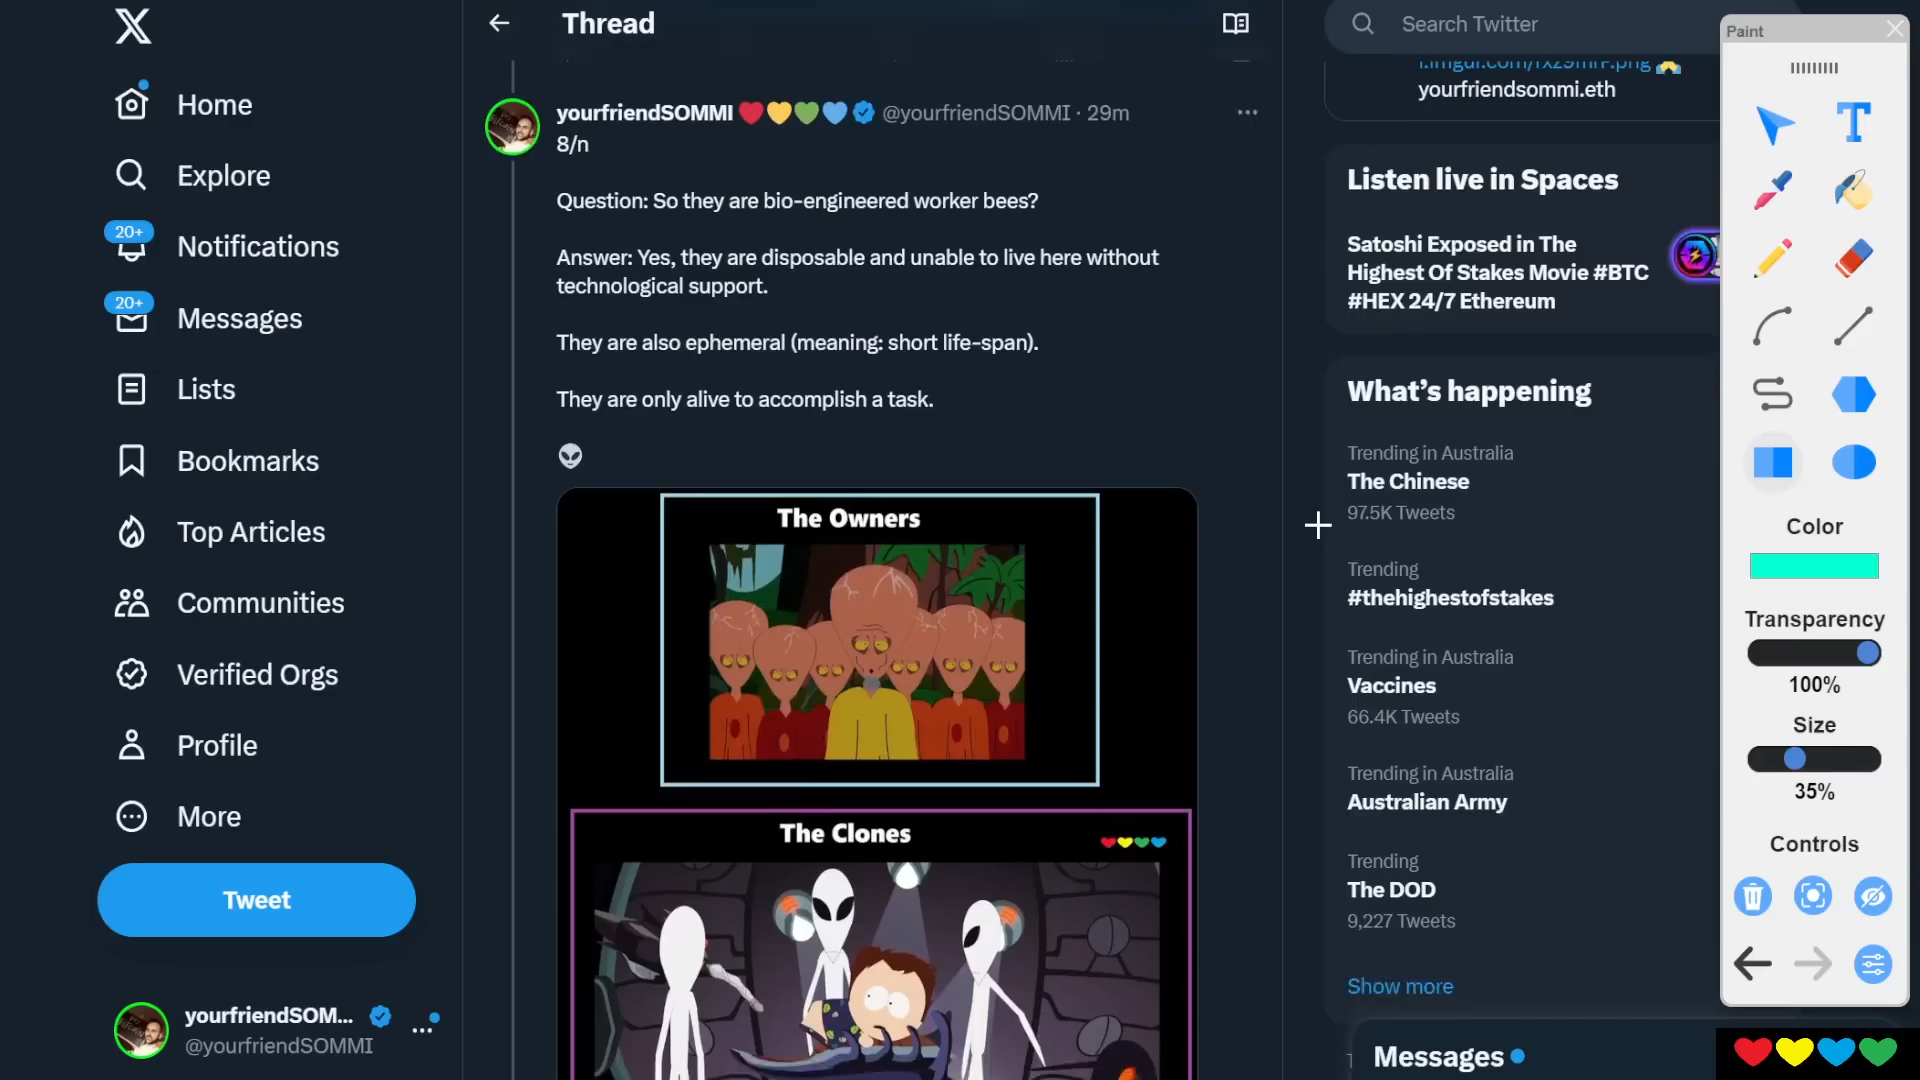 Home
Explore
20+
Notifications
20+
Messages
Lists
Bookmarks
Top Articles
Communities
Verified Orgs
Profile
More
Tweet
yourfriendSOM...
@yourfriendSOMMI
Thread
yourfriendSOMMI @yourfriendSOMMI · 29m
8/n
Question: So they are bio-engineered worker bees?
Answer: Yes, they are disposable and unable to live here without
technological support.
They are also ephemeral (meaning: short life-span).
They are only alive to accomplish a task.
The Owners
The Clones
Search Twitter
yourfriendsommi.eth
Listen live in Spaces
Satoshi Exposed in The
Highest Of Stakes Movie #BTC
#HEX 24/7 Ethereum
What's happening
Trending in Australia
The Chinese
97.5K Tweets
Trending
#thehighestofstakes
Trending in Australia
Vaccines
66.4K Tweets
Trending in Australia
Australian Army
Trending
The DOD
9,227 Tweets
Show more
Messages
Paint
Color
Transparency
100%
Size
35%
Controls